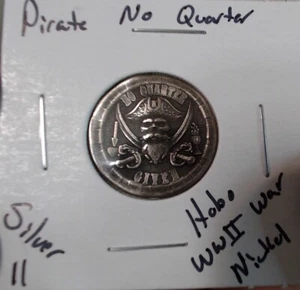 Pirate No Quarter
NO QUARTER
GIVEN
Silver
11
Hobo
WWII War
Nickel